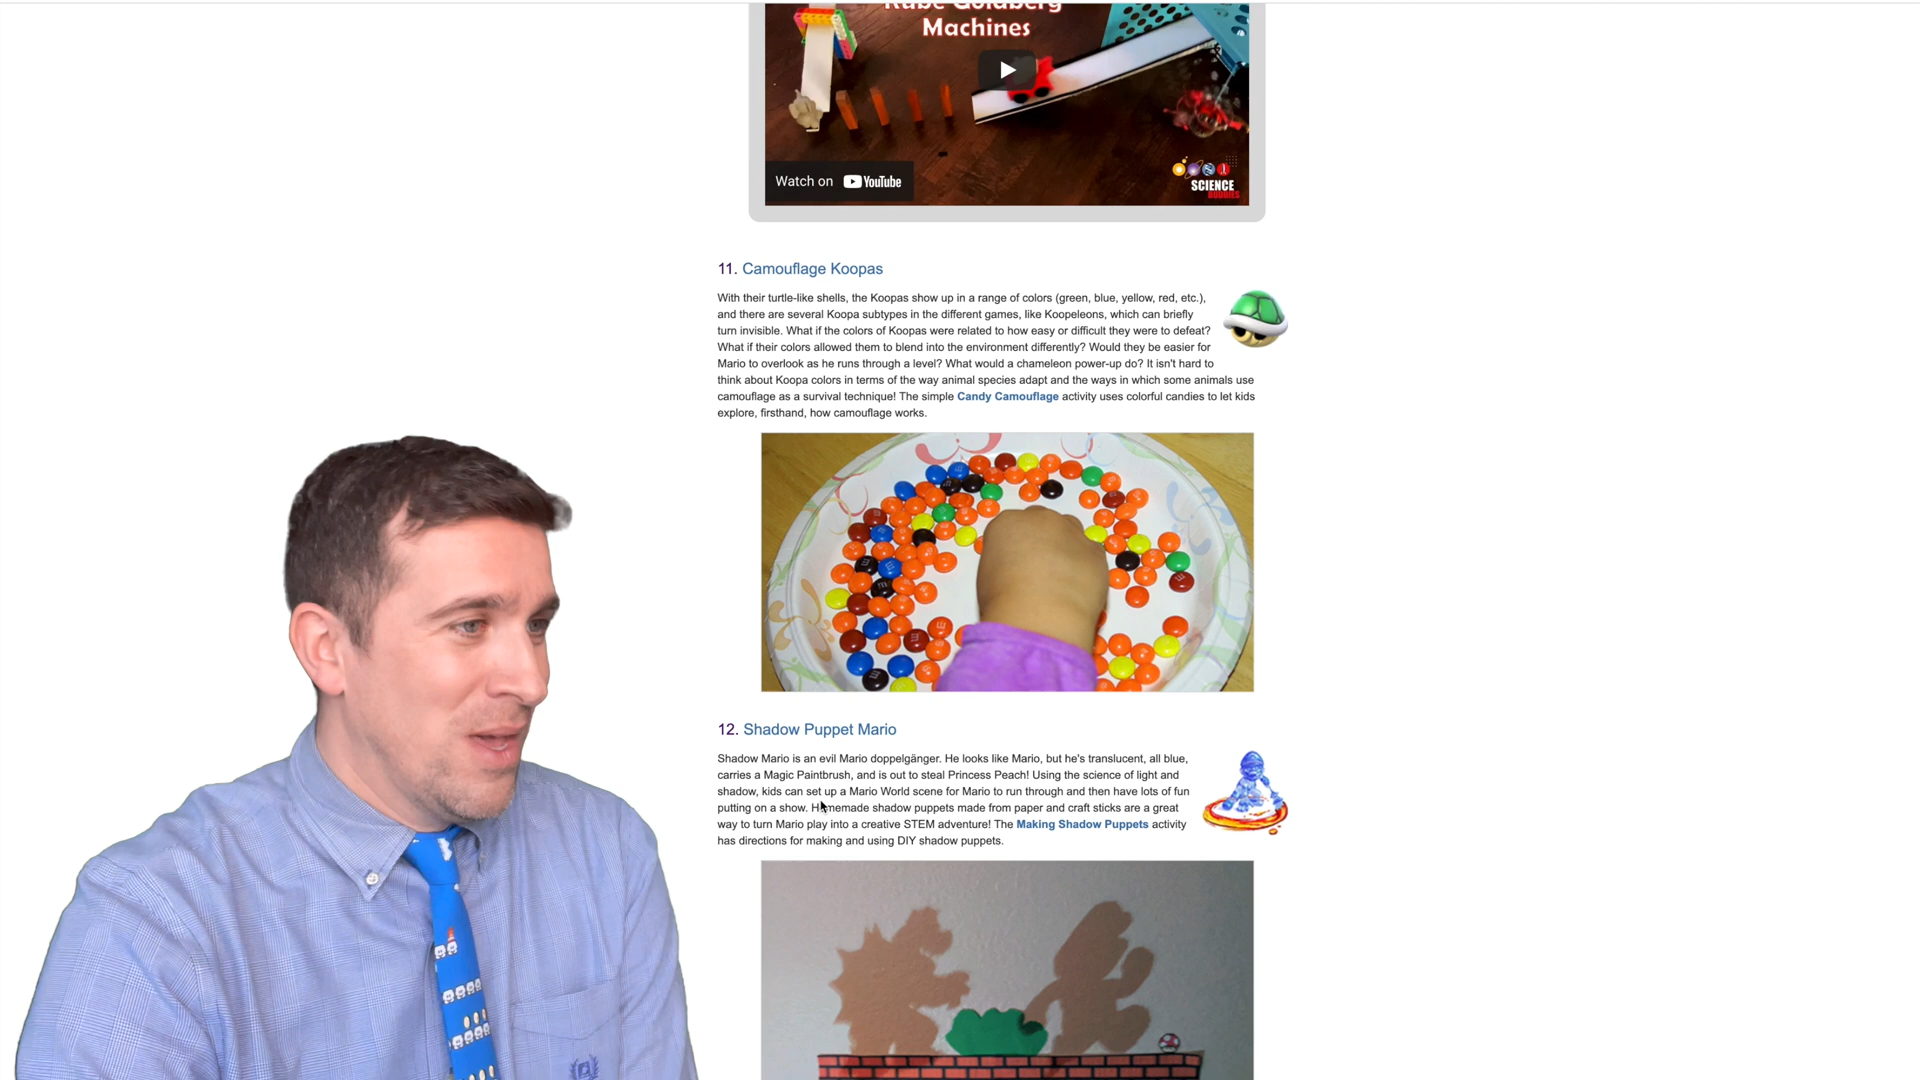 Rube Goldberg
Machines
Watch on YouTube
SCIENCE
BUDDIES
11. Camouflage Koopas
With their turtle-like shells, the Koopas show up in a range of colors (green, blue, yellow, red, etc.),
and there are several Koopa subtypes in the different games, like Koopeleons, which can briefly
turn invisible. What if the colors of Koopas were related to how easy or difficult they were to defeat?
What if their colors allowed them to blend into the environment differently? Would they be easier for
Mario to overlook as he runs through a level? What would a chameleon power-up do? It isn't hard to
think about Koopa colors in terms of the way animal species adapt and the ways in which some animals use
camouflage as a survival technique! The simple Candy Camouflage activity uses colorful candies to let kids
explore, firsthand, how camouflage works.
12. Shadow Puppet Mario
Shadow Mario is an evil Mario doppelgänger. He looks like Mario, but he's translucent, all blue,
carries a Magic Paintbrush, and is out to steal Princess Peach! Using the science of light and
shadow, kids can set up a Mario World scene for Mario to run through and then have lots of fun
putting on a show. Homemade shadow puppets made from paper and craft sticks are a great
way to turn Mario play into a creative STEM adventure! The Making Shadow Puppets activity
has directions for making and using DIY shadow puppets.